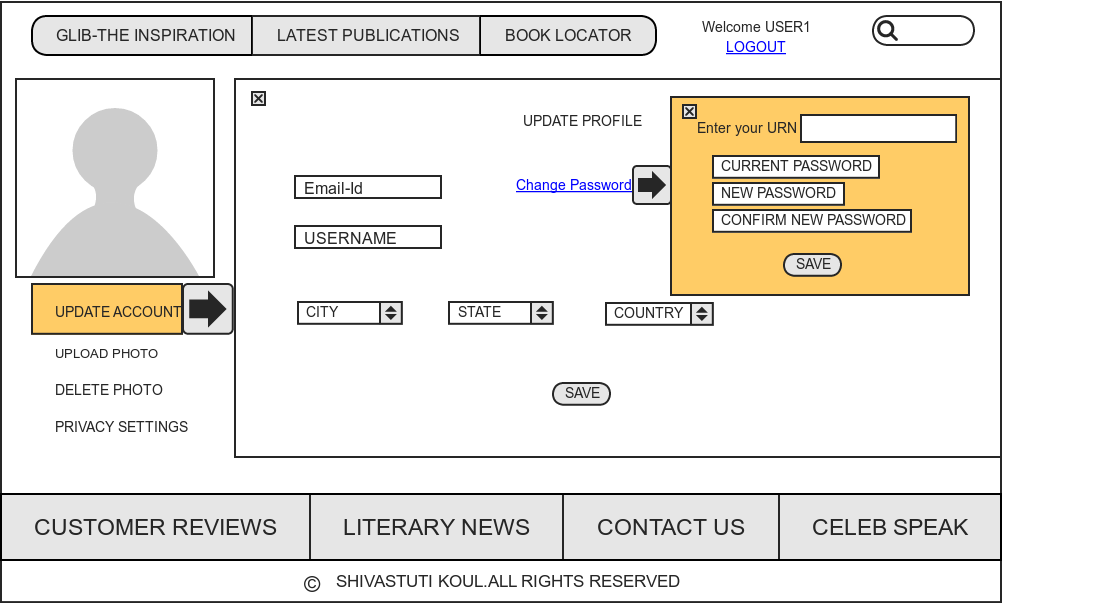 GLIB-THE INSPIRATION
LATEST PUBLICATIONS
BOOK LOCATOR
Welcome USER1
LOGOUT
UPDATE ACCOUNT
UPLOAD PHOTO
DELETE PHOTO
PRIVACY SETTINGS
UPDATE PROFILE
Email-Id
Change Password
USERNAME
CITY
STATE
COUNTRY
SAVE
Enter your URN
CURRENT PASSWORD
NEW PASSWORD
CONFIRM NEW PASSWORD
SAVE
CUSTOMER REVIEWS
LITERARY NEWS
CONTACT US
CELEB SPEAK
© SHIVASTUTI KOUL.ALL RIGHTS RESERVED